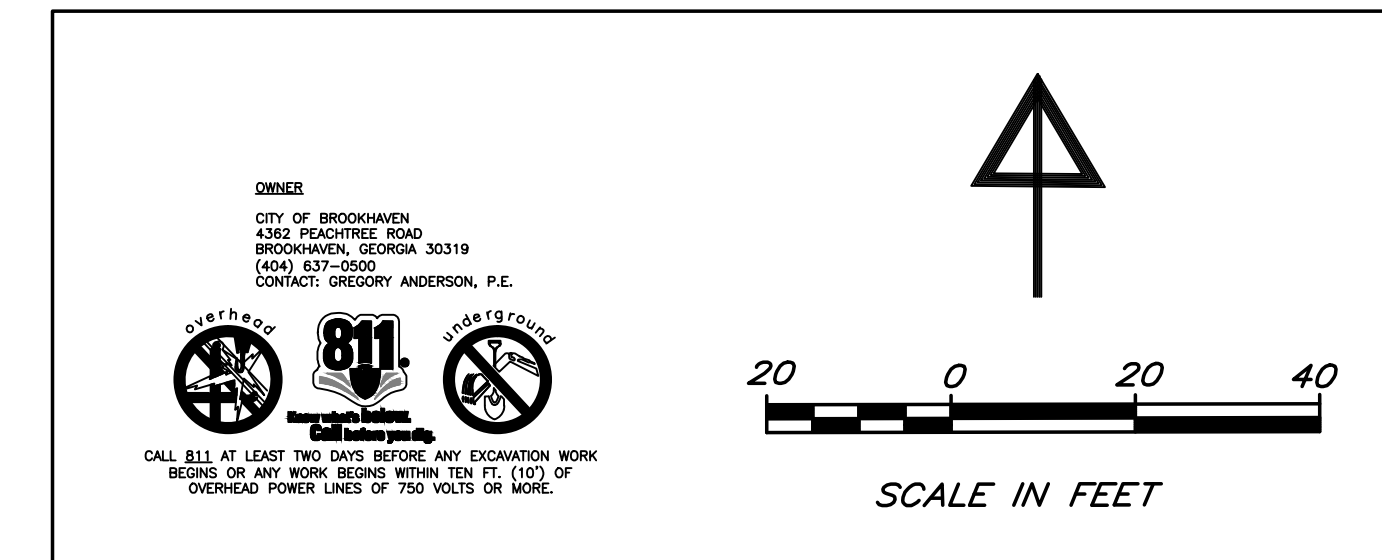 OWNER
CITY OF BROOKHAVEN
4362 PEACHTREE ROAD
BROOKHAVEN, GEORGIA 30319
(404) 637-0500
CONTACT: GREGORY ANDERSON, P.E.
overhead
811.
underground
Know what's below.
Call before you dig.
CALL 811 AT LEAST TWO DAYS BEFORE ANY EXCAVATION WORK
BEGINS OR ANY WORK BEGINS WITHIN TEN FT. (10') OF
OVERHEAD POWER LINES OF 750 VOLTS OR MORE.
20 0 20 40
SCALE IN FEET